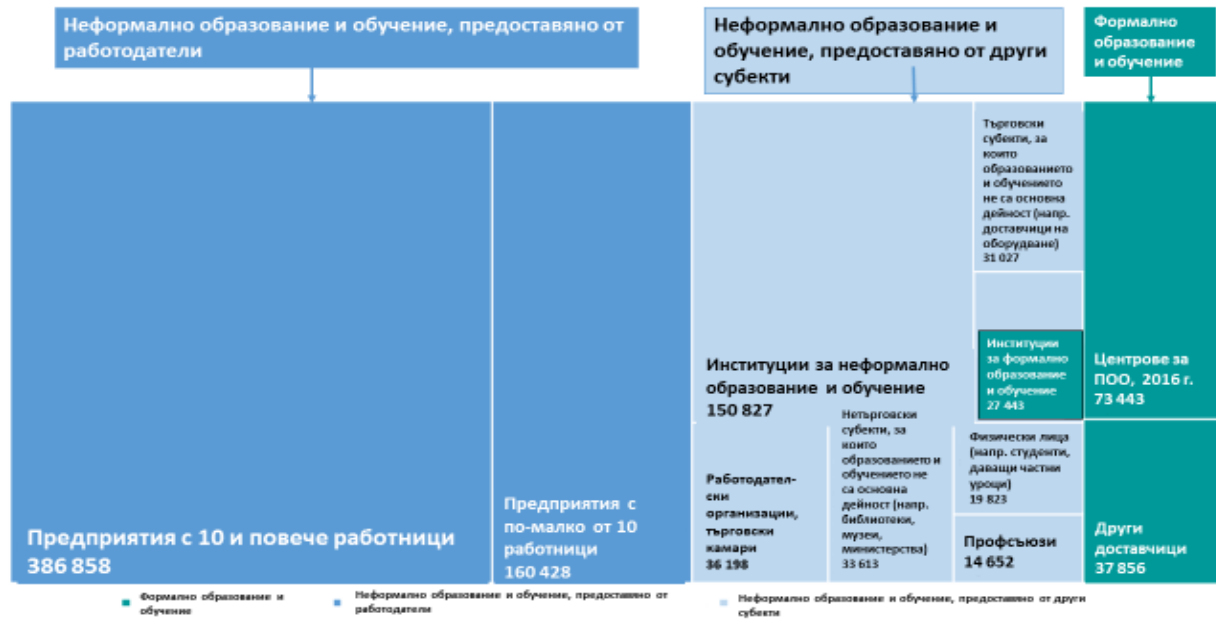 Неформално образование и обучение, предоставяно от
работодатели
Неформално образование и
обучение, предоставяно от други
субекти
Формално
образование
и обучение
Предприятия с 10 и повече работници
386 858
Предприятия с
по-малко от 10
работници
160 428
Институции за неформално
образование и обучение
150 827
Търговски
субекти, за
които
образованието
и обучението
не са основна
дейност (напр.
доставчици на
оборудване)
31 027
Институции
за формално
образование
и обучение
27 443
Центрове за
ПОО, 2016 г.
73 443
Работодател-
ски
организации,
търговски
камари
36 198
Нетърговски
субекти, за
които
образованието и
обучението не
са основна
дейност (напр.
библиотеки,
музеи,
министерства)
33 613
Физически лица
(напр. студенти,
даващи частни
уроци)
19 823
Профсъюзи
14 652
Други
доставчици
37 856
Формално образование и
обучение
Неформално образование и обучение, предоставяно от
работодатели
Неформално образование и обучение, предоставяно от други
субекти